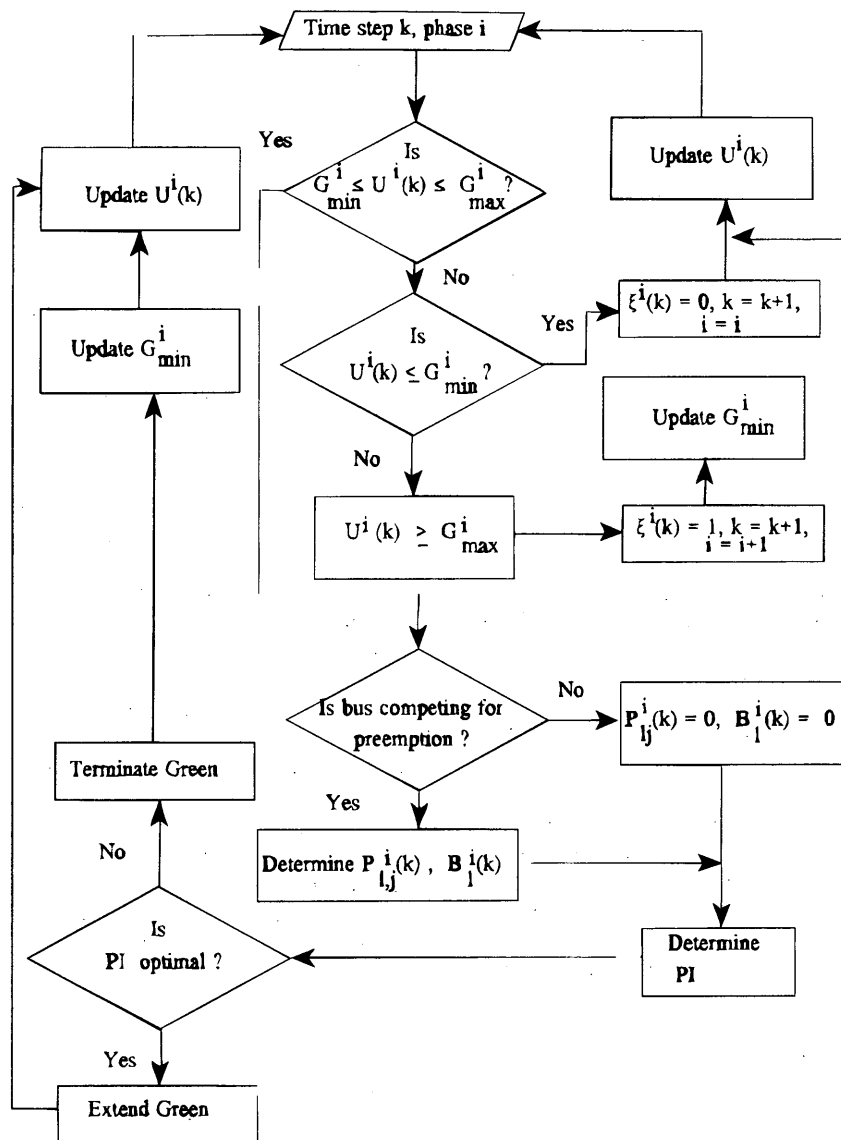 Time step k, phase i
Yes
Is
G^i_min ≤ U^i(k) ≤ G^i_max ?
Update U^i(k)
Update U^i(k)
No
ξ^i(k) = 0, k = k+1,
i = i
Yes
Is
U^i(k) ≤ G^i_min ?
Update G^i_min
Update G^i_min
No
U^i(k) ≥ G^i_max
ξ^i(k) = 1, k = k+1,
i = i+1
Is bus competing for
preemption ?
No
P^i_lj(k) = 0, B^i_l(k) = 0
Terminate Green
Yes
Determine P^i_l,j(k) , B^i_l(k)
No
Is
PI optimal ?
Determine
PI
Yes
Extend Green